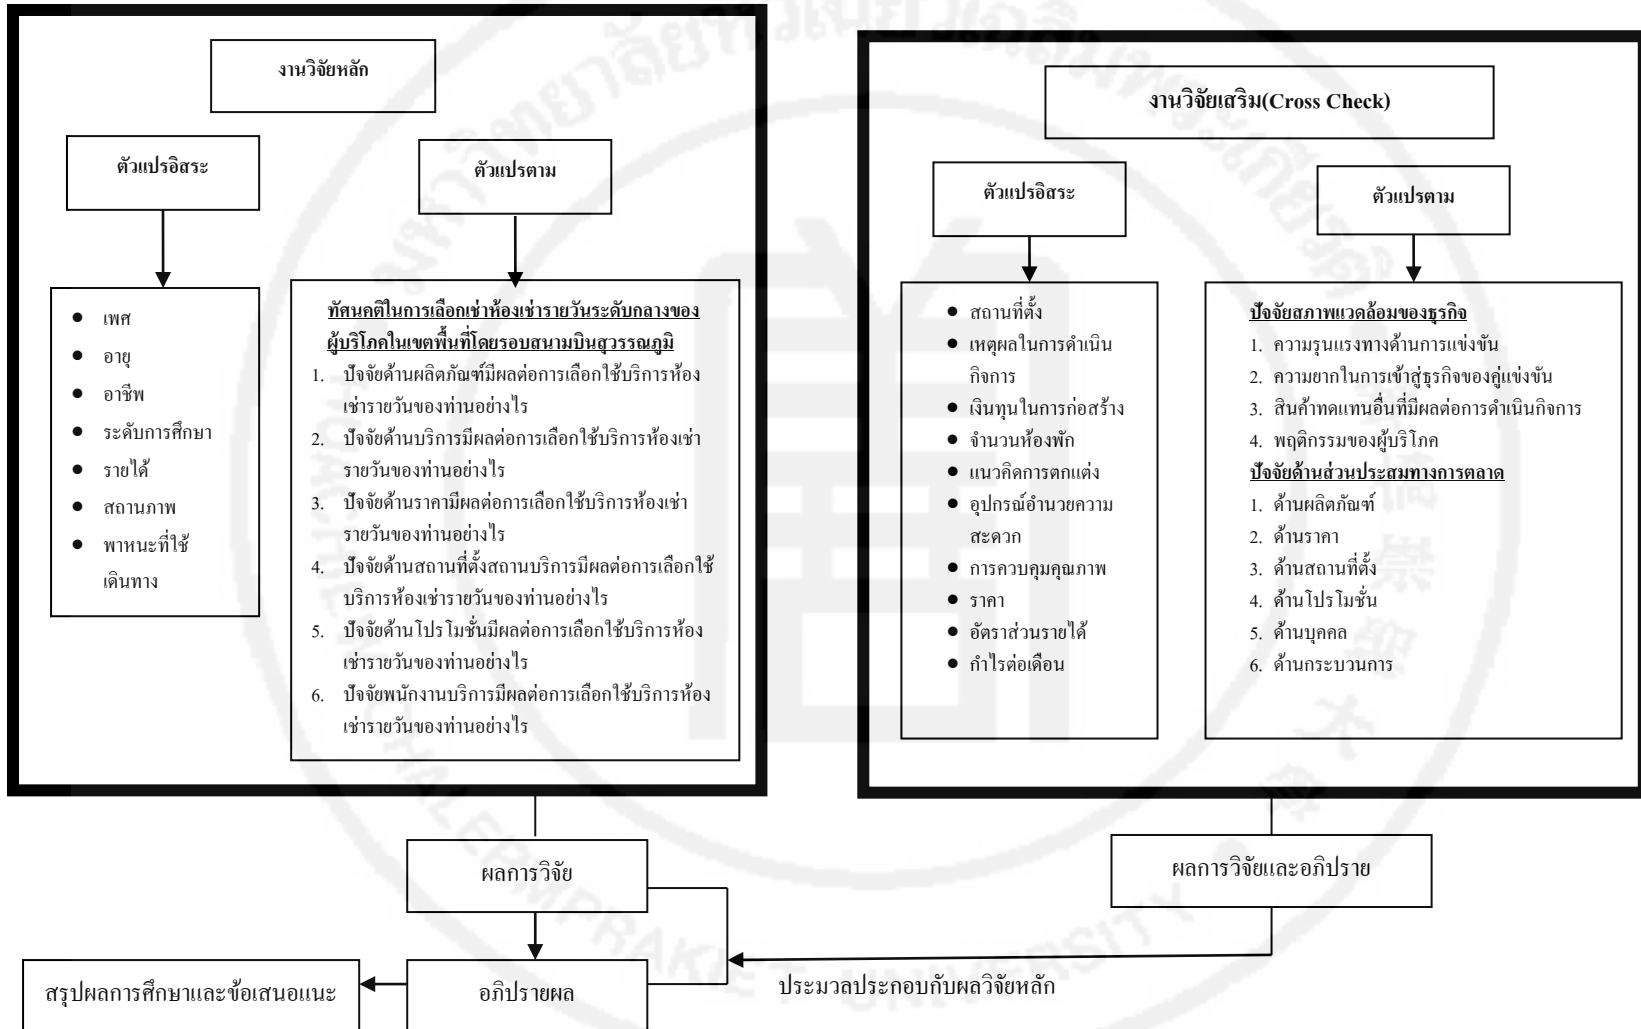 งานวิจัยหลัก
ตัวแปรอิสระ
ตัวแปรตาม
● เพศ
● อายุ
● อาชีพ
● ระดับการศึกษา
● รายได้
● สถานภาพ
● พาหนะที่ใช้
เดินทาง
ทัศนคติในการเลือกเช่าห้องเช่ารายวันระดับกลางของ
ผู้บริโภคในเขตพื้นที่โดยรอบสนามบินสุวรรณภูมิ
1. ปัจจัยด้านผลิตภัณฑ์มีผลต่อการเลือกใช้บริการห้อง
เช่ารายวันของท่านอย่างไร
2. ปัจจัยด้านบริการมีผลต่อการเลือกใช้บริการห้องเช่า
รายวันของท่านอย่างไร
3. ปัจจัยด้านราคามีผลต่อการเลือกใช้บริการห้องเช่า
รายวันของท่านอย่างไร
4. ปัจจัยด้านสถานที่ตั้งสถานบริการมีผลต่อการเลือกใช้
บริการห้องเช่ารายวันของท่านอย่างไร
5. ปัจจัยด้านโปรโมชั่นมีผลต่อการเลือกใช้บริการห้อง
เช่ารายวันของท่านอย่างไร
6. ปัจจัยพนักงานบริการมีผลต่อการเลือกใช้บริการห้อง
เช่ารายวันของท่านอย่างไร
งานวิจัยเสริม(Cross Check)
ตัวแปรอิสระ
ตัวแปรตาม
● สถานที่ตั้ง
● เหตุผลในการดำเนิน
กิจการ
● เงินทุนในการก่อสร้าง
● จำนวนห้องพัก
● แนวคิดการตกแต่ง
● อุปกรณ์อำนวยความ
สะดวก
● การควบคุมคุณภาพ
● ราคา
● อัตราส่วนรายได้
● กำไรต่อเดือน
ปัจจัยสภาพแวดล้อมของธุรกิจ
1. ความรุนแรงทางด้านการแข่งขัน
2. ความยากในการเข้าสู่ธุรกิจของคู่แข่งขัน
3. สินค้าทดแทนอื่นที่มีผลต่อการดำเนินกิจการ
4. พฤติกรรมของผู้บริโภค
ปัจจัยด้านส่วนประสมทางการตลาด
1. ด้านผลิตภัณฑ์
2. ด้านราคา
3. ด้านสถานที่ตั้ง
4. ด้านโปรโมชั่น
5. ด้านบุคคล
6. ด้านกระบวนการ
ผลการวิจัย
ผลการวิจัยและอภิปราย
สรุปผลการศึกษาและข้อเสนอแนะ
อภิปรายผล
ประมวลประกอบกับผลวิจัยหลัก